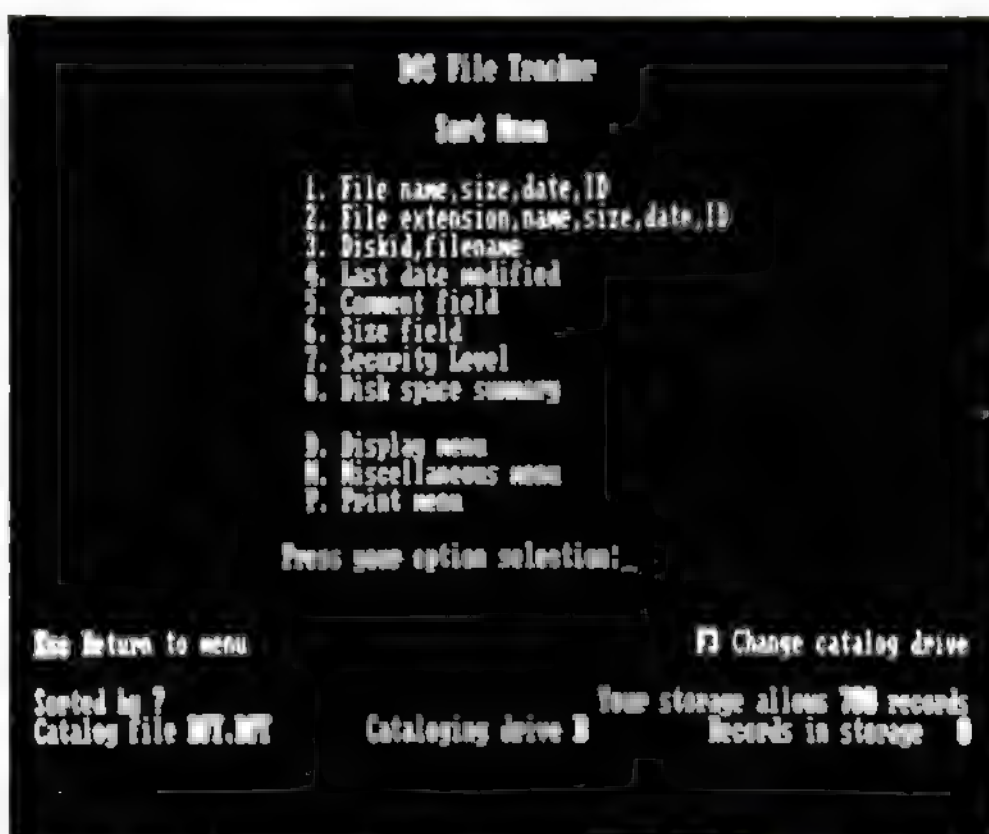 DOS File Tracker
Sort Menu
1. File name,size,date,ID
2. File extension,name,size,date,ID
3. Diskid,filename
4. Last date modified
5. Comment field
6. Size field
7. Security Level
8. Disk space summary
D. Display menu
M. Miscellaneous menu
P. Print menu
Press your option selection:_
Esc Return to menu
F3 Change catalog drive
Sorted by ?
Your storage allows records
Catalog file
Cataloging drive B
Records in storage 0